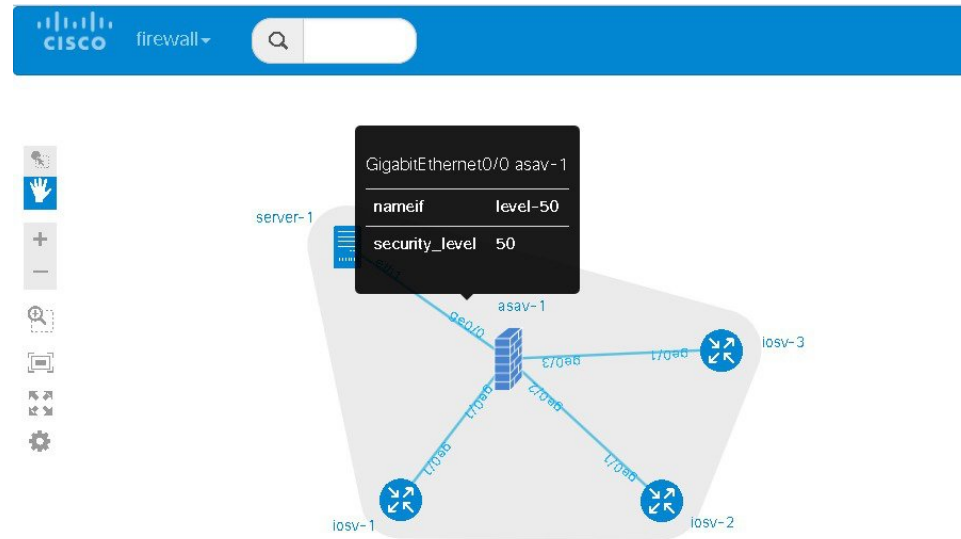 CISCO
firewall
GigabitEthernet0/0 asav-1
nameif level-50
security_level 50
server-1
eth1
ge0/0
asav-1
ge0/3
ge0/1
iosv-3
ge0/1
ge0/2
ge0/1
ge0/1
iosv-1
iosv-2